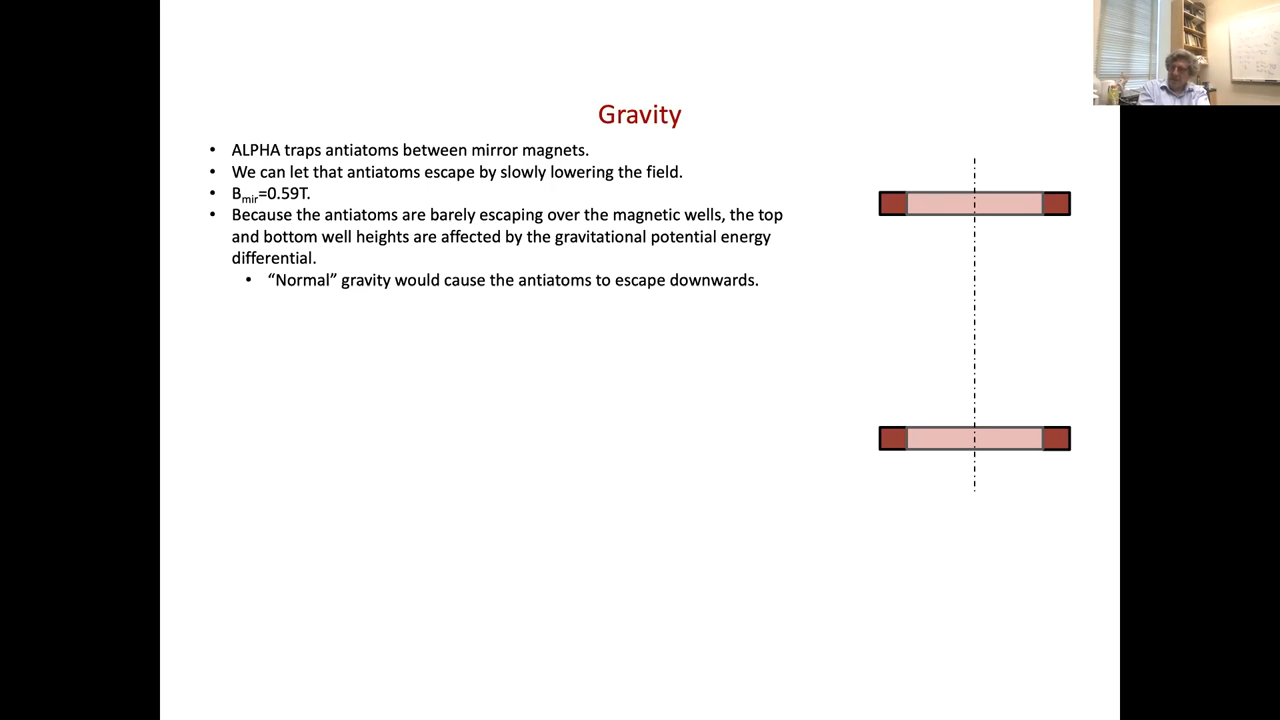 Gravity
• ALPHA traps antiatoms between mirror magnets.
• We can let that antiatoms escape by slowly lowering the field.
• Bmir=0.59T.
• Because the antiatoms are barely escaping over the magnetic wells, the top
and bottom well heights are affected by the gravitational potential energy
differential.
• “Normal” gravity would cause the antiatoms to escape downwards.